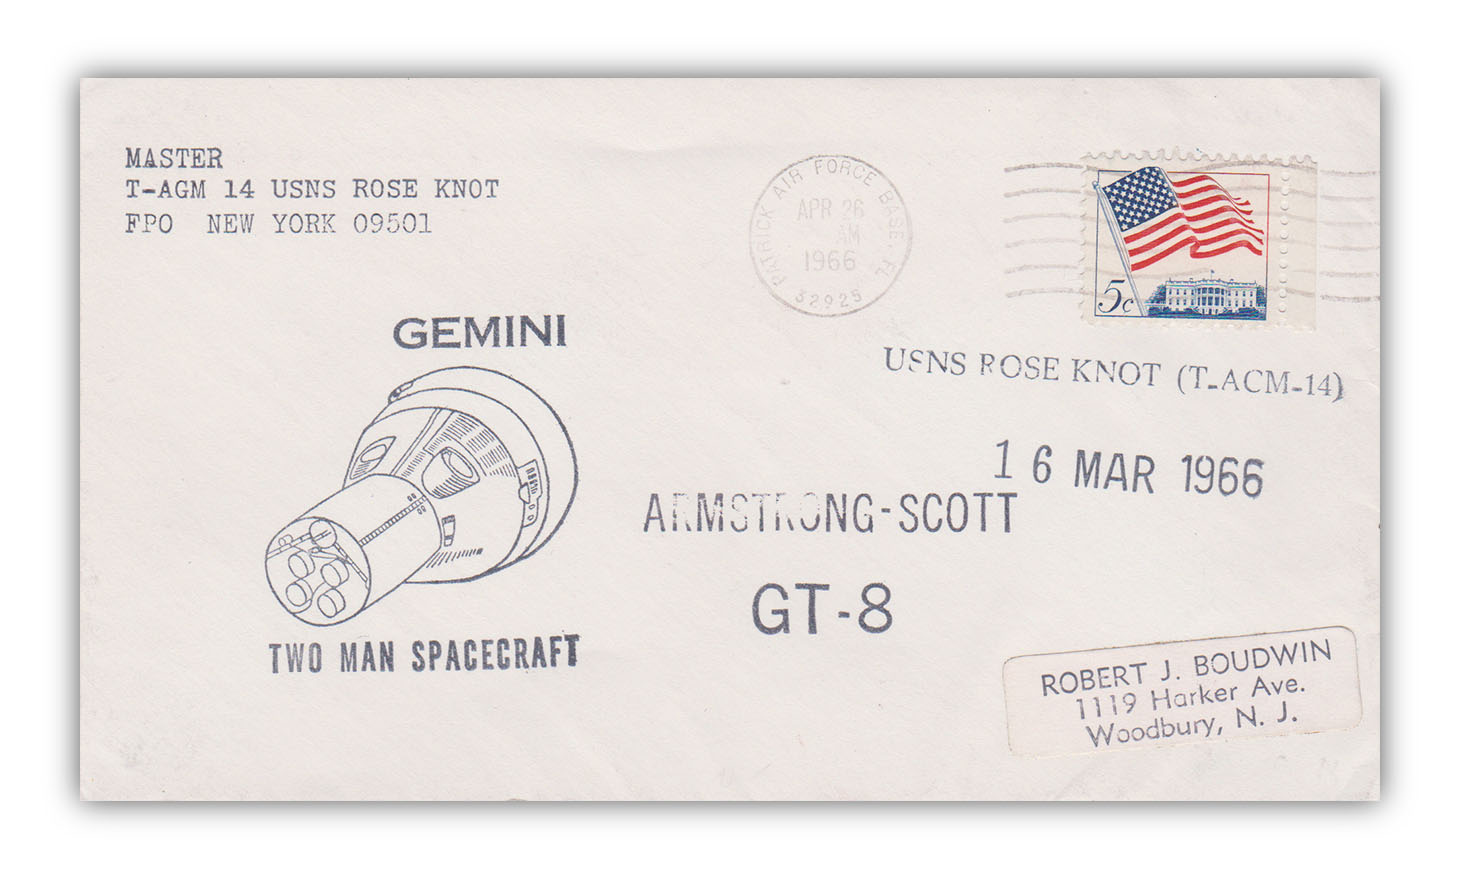 MASTER
T-AGM 14 USNS ROSE KNOT
FPO NEW YORK 09501
PATRICK AIR FORCE BASE, FL
APR 26
AM
1966
32925
5c
USNS ROSE KNOT (T-ACM-14)
16 MAR 1966
GEMINI
ARMSTRONG-SCOTT
GT-8
TWO MAN SPACECRAFT
ROBERT J. BOUDWIN
1119 Harker Ave.
Woodbury, N. J.